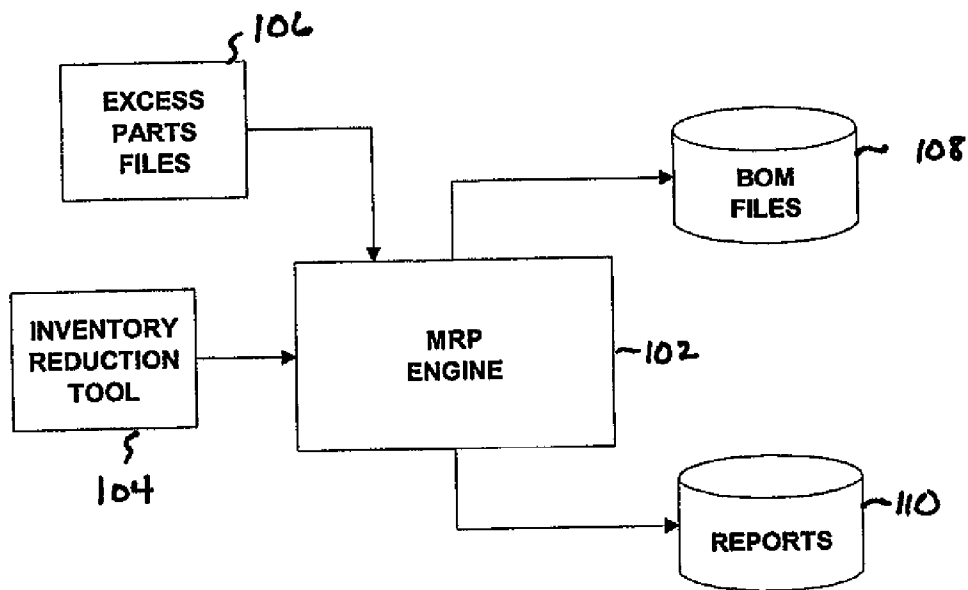 106
EXCESS
PARTS
FILES
108
BOM
FILES
INVENTORY
REDUCTION
TOOL
MRP
ENGINE
102
104
110
REPORTS